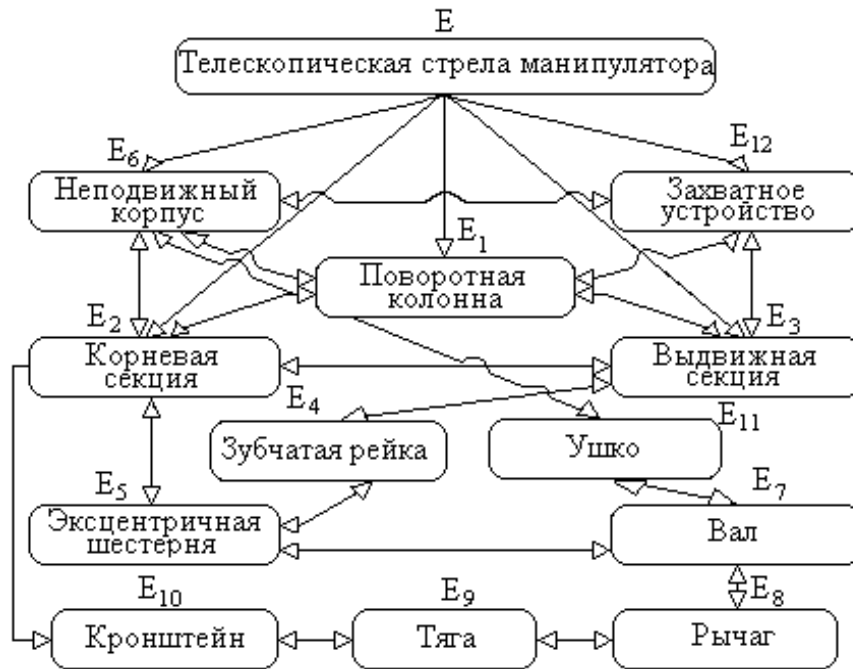 E
Телескопическая стрела манипулятора
E6
E12
Неподвижный
корпус
Захватное
устройство
E1
Поворотная
колонна
E2
E3
Корневая
секция
Выдвижная
секция
E4
E11
Зубчатая рейка
Ушко
E5
E7
Эксцентричная
шестерня
Вал
E10
E9
E8
Кронштейн
Тяга
Рычаг